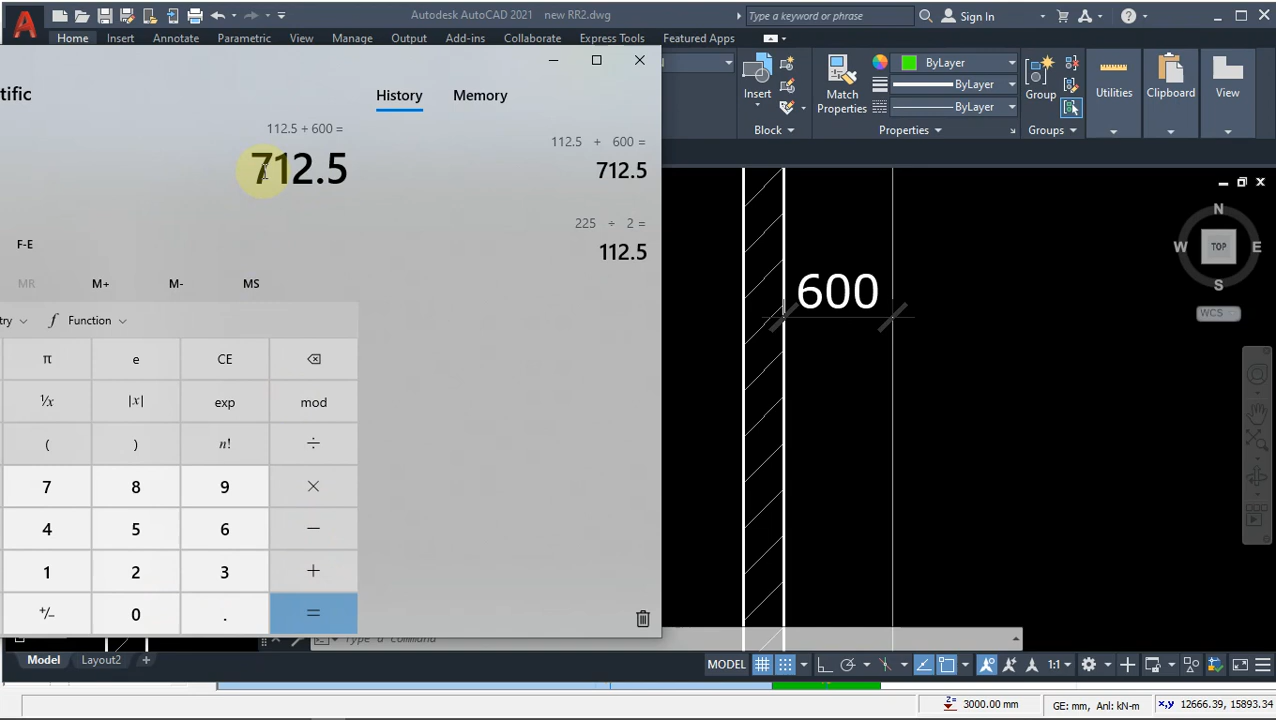 Autodesk AutoCAD 2021 new RR2.dwg
Type a keyword or phrase
Sign In
Home Insert Annotate Parametric View Manage Output Add-ins Collaborate Express Tools Featured Apps
Insert
Block
Match
Properties
ByLayer
ByLayer
ByLayer
Properties
Group
Groups
Utilities
Clipboard
View
tific
History
Memory
112.5 + 600 =
712.5
112.5 + 600 =
712.5
225 ÷ 2 =
112.5
F-E
MR M+ M- MS
try f Function
π e CE
⅟x |x| exp mod
( ) n! ÷
7 8 9 ×
4 5 6 −
1 2 3 +
+/− 0 . =
600
N
W TOP E
S
WCS
Type a command
Model Layout2 +
MODEL
1:1
Z=
3000.00 mm
GE: mm, Anl: kN-m
x,y 12666.39, 15893.34